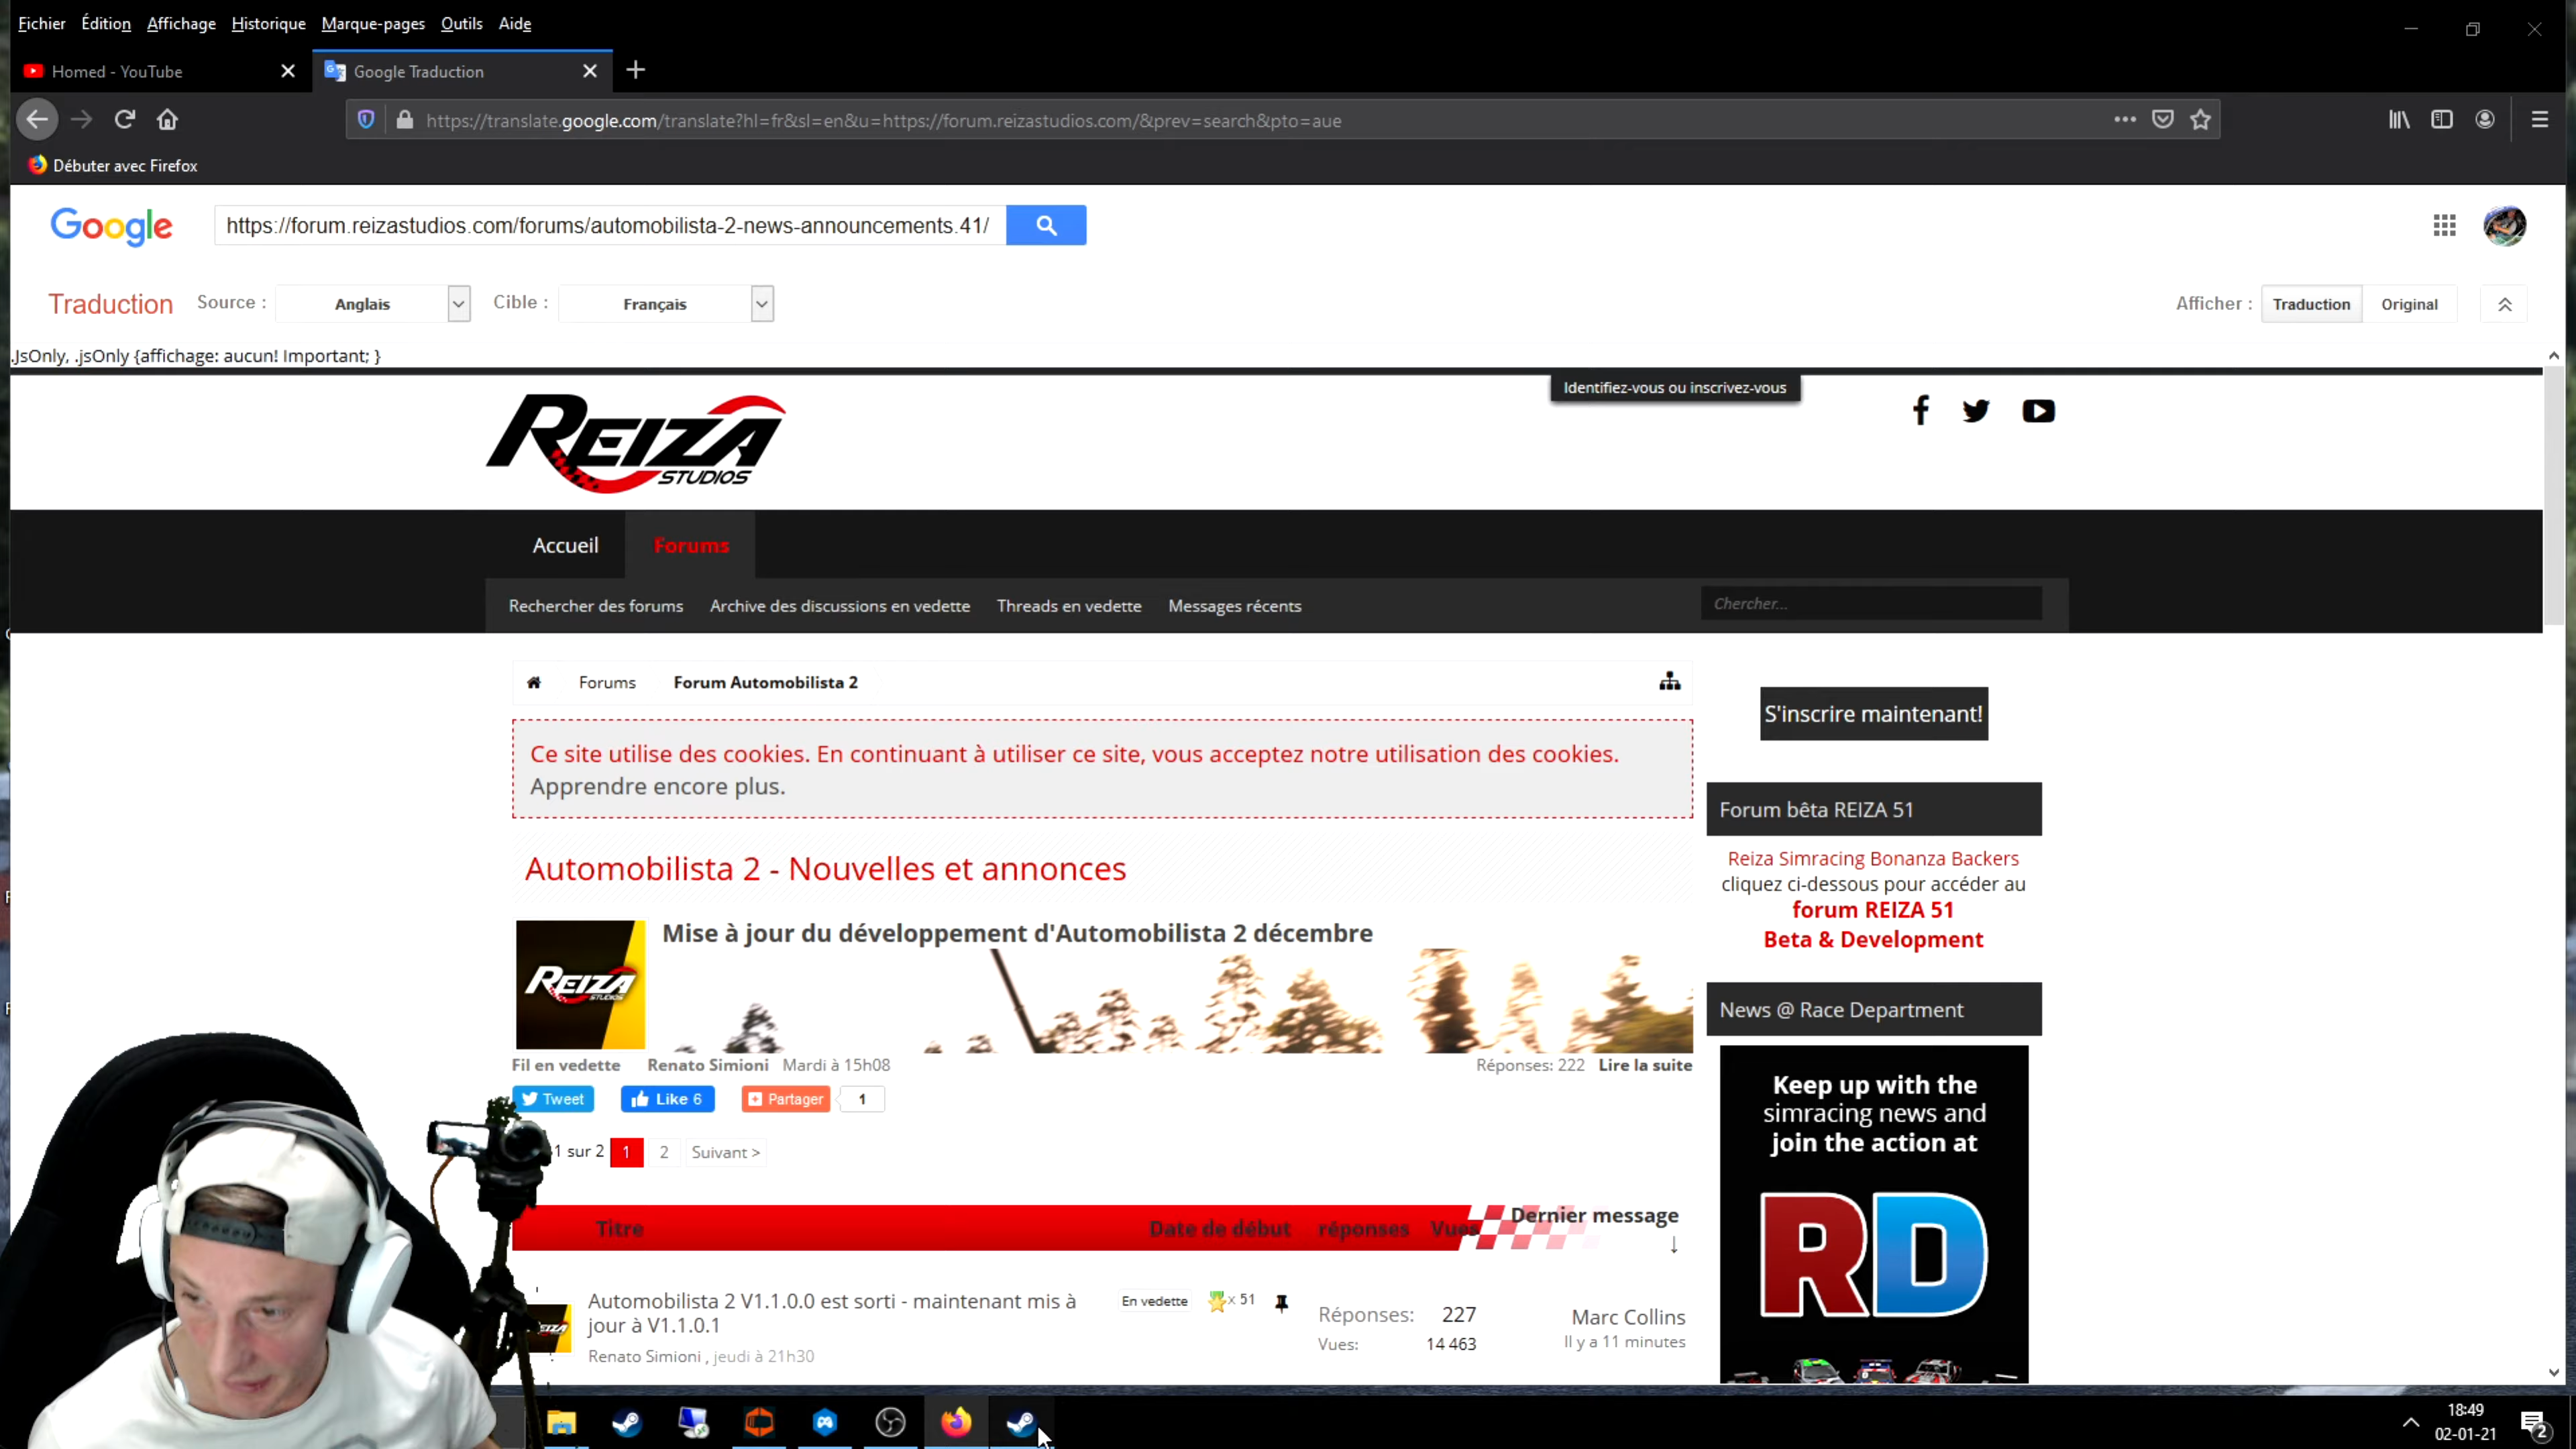 Fichier Édition Affichage Historique Marque-pages Outils Aide
Homed - YouTube
Google Traduction
https://translate.google.com/translate?hl=fr&sl=en&u=https://forum.reizastudios.com/&prev=search&pto=aue
Débuter avec Firefox
Google
https://forum.reizastudios.com/forums/automobilista-2-news-announcements.41/
Traduction Source : Anglais Cible : Français Afficher : Traduction Original
.JsOnly, .jsOnly {affichage: aucun! Important; }
Identifiez-vous ou inscrivez-vous
REIZA
STUDIOS
Accueil Forums
Rechercher des forums Archive des discussions en vedette Threads en vedette Messages récents Chercher...
Forums Forum Automobilista 2
S'inscrire maintenant!
Ce site utilise des cookies. En continuant à utiliser ce site, vous acceptez notre utilisation des cookies.
Apprendre encore plus.
Forum bêta REIZA 51
Reiza Simracing Bonanza Backers
cliquez ci-dessous pour accéder au
forum REIZA 51
Beta & Development
Automobilista 2 - Nouvelles et annonces
Mise à jour du développement d'Automobilista 2 décembre
REIZA
STUDIOS
Fil en vedette Renato Simioni Mardi à 15h08 Réponses: 222 Lire la suite
Tweet Like 6 Partager 1
News @ Race Department
Keep up with the
simracing news and
join the action at
RD
1 sur 2 1 2 Suivant >
Titre Date de début réponses Vues Dernier message ↓
Automobilista 2 V1.1.0.0 est sorti - maintenant mis à
jour à V1.1.0.1
Renato Simioni , jeudi à 21h30
En vedette x 51
Réponses: 227
Vues: 14 463
Marc Collins
Il y a 11 minutes
18:49
02-01-21
2